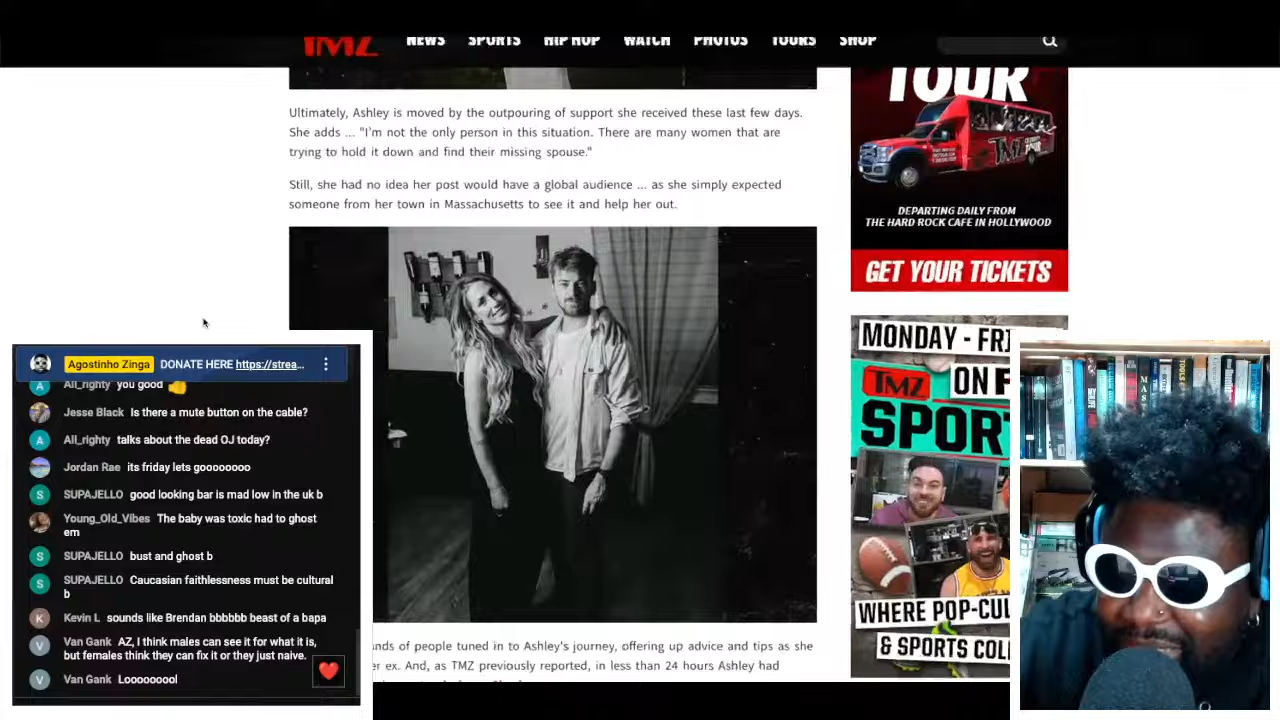 TMZ NEWS SPORTS HIP HOP WATCH PHOTOS TOURS SHOP
Ultimately, Ashley is moved by the outpouring of support she received these last few days.
She adds ... "I'm not the only person in this situation. There are many women that are
trying to hold it down and find their missing spouse."
Still, she had no idea her post would have a global audience ... as she simply expected
someone from her town in Massachusetts to see it and help her out.
ands of people tuned in to Ashley's journey, offering up advice and tips as she
er ex. And, as TMZ previously reported, in less than 24 hours Ashley had
TOUR
TMZ
DEPARTING DAILY FROM
THE HARD ROCK CAFE IN HOLLYWOOD
GET YOUR TICKETS
MONDAY - FRI
TMZ ON F
SPOR
WHERE POP-CUL
& SPORTS COL
Agostinho Zinga DONATE HERE https://strea...
All_righty you good
Jesse Black Is there a mute button on the cable?
All_righty talks about the dead OJ today?
Jordan Rae its friday lets goooooooo
SUPAJELLO good looking bar is mad low in the uk b
Young_Old_Vibes The baby was toxic had to ghost
em
SUPAJELLO bust and ghost b
SUPAJELLO Caucasian faithlessness must be cultural
b
Kevin L sounds like Brendan bbbbbb beast of a bapa
Van Gank AZ, I think males can see it for what it is,
but females think they can fix it or they just naive.
Van Gank Looooooool